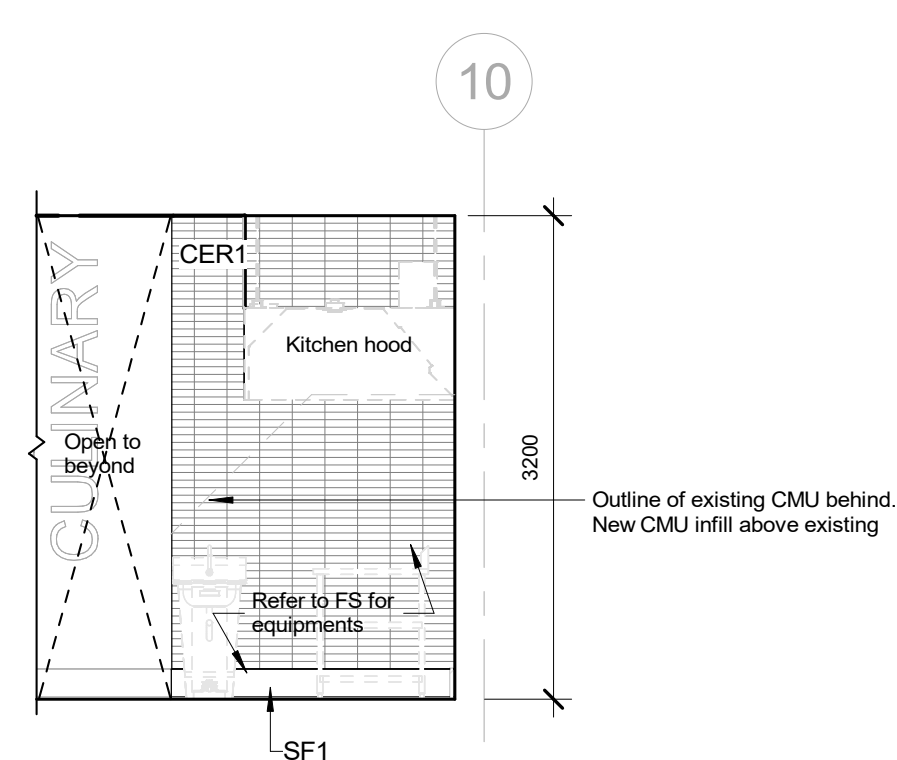 10
CER1
CULINARY
Kitchen hood
Open to
beyond
3200
Outline of existing CMU behind.
New CMU infill above existing
Refer to FS for
equipments
SF1